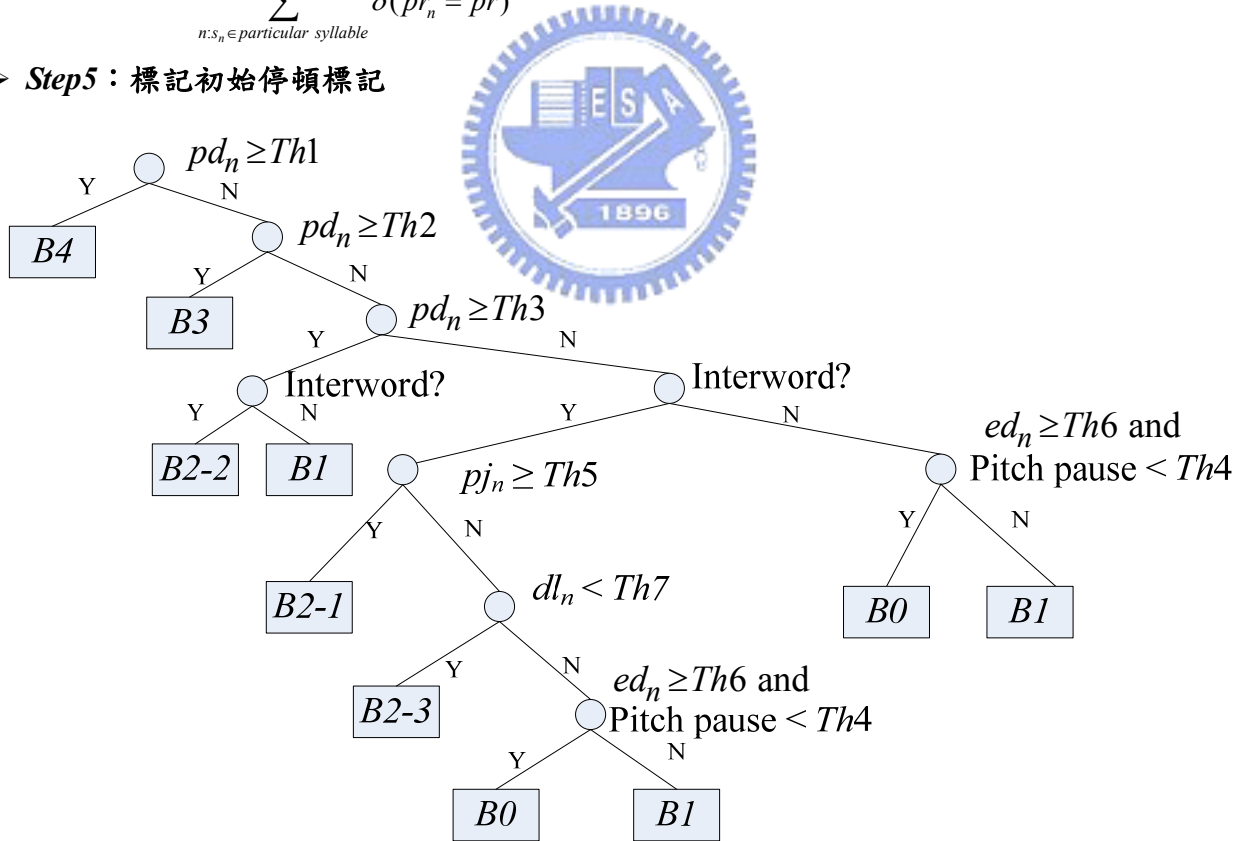 ∑ δ(pr_n = pr)
n:s_n ∈ particular syllable
➢ Step5：標記初始停頓標記
E S A
1896
pd_n ≥Th1
Y N
B4
pd_n ≥Th2
Y N
B3
pd_n ≥Th3
Y N
Interword?
Interword?
Y N
Y N
B2-2 B1
pj_n ≥ Th5
ed_n ≥Th6 and
Pitch pause < Th4
Y N
Y N
B2-1
dl_n < Th7
B0 B1
Y N
B2-3
ed_n ≥Th6 and
Pitch pause < Th4
Y N
B0 B1